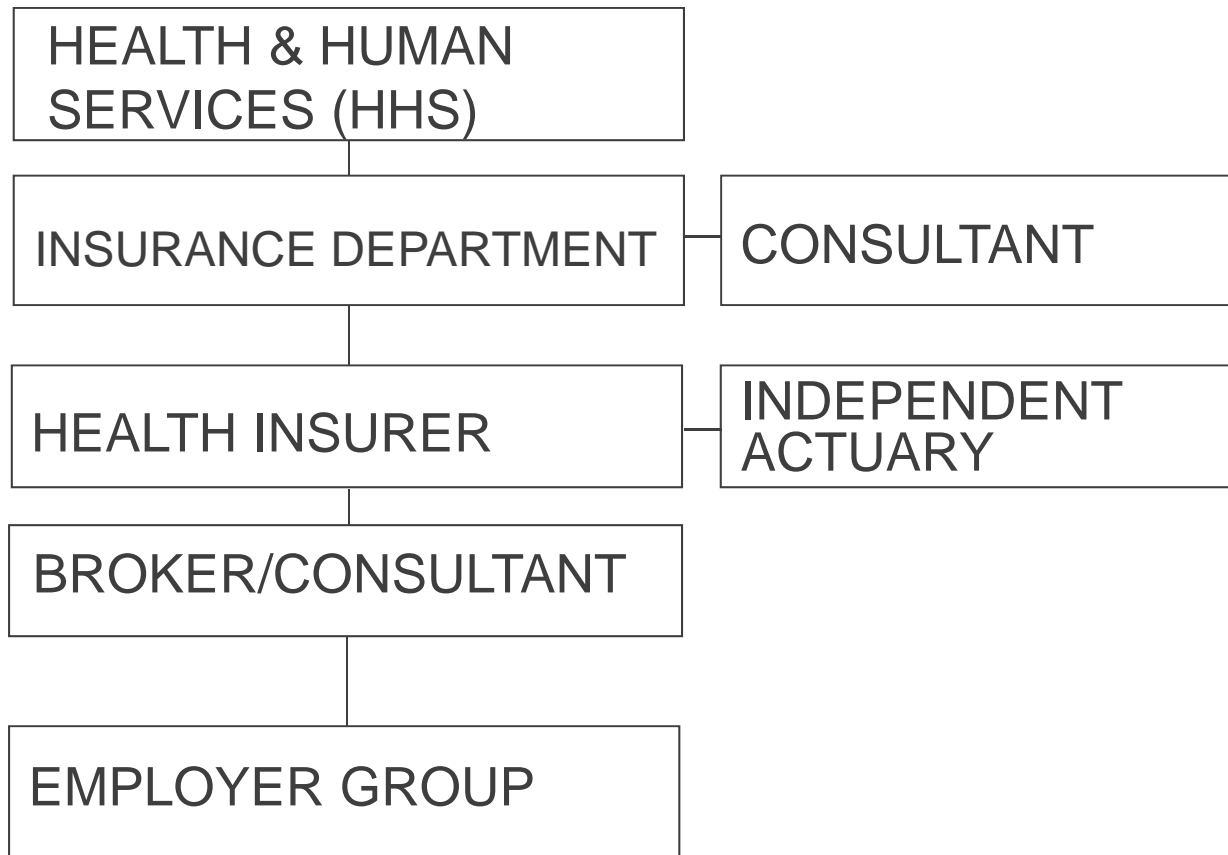 HEALTH & HUMAN
SERVICES (HHS)
INSURANCE DEPARTMENT
CONSULTANT
HEALTH INSURER
INDEPENDENT
ACTUARY
BROKER/CONSULTANT
EMPLOYER GROUP